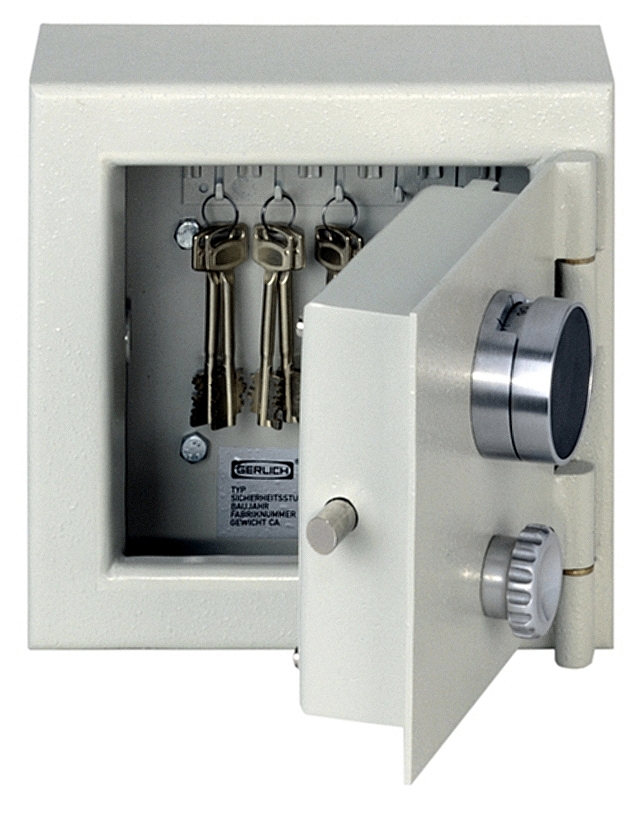 GERLICH
TYP
SICHERHEITSSTU
BAUJAHR
FABRIKNUMMER
GEWICHT CA.